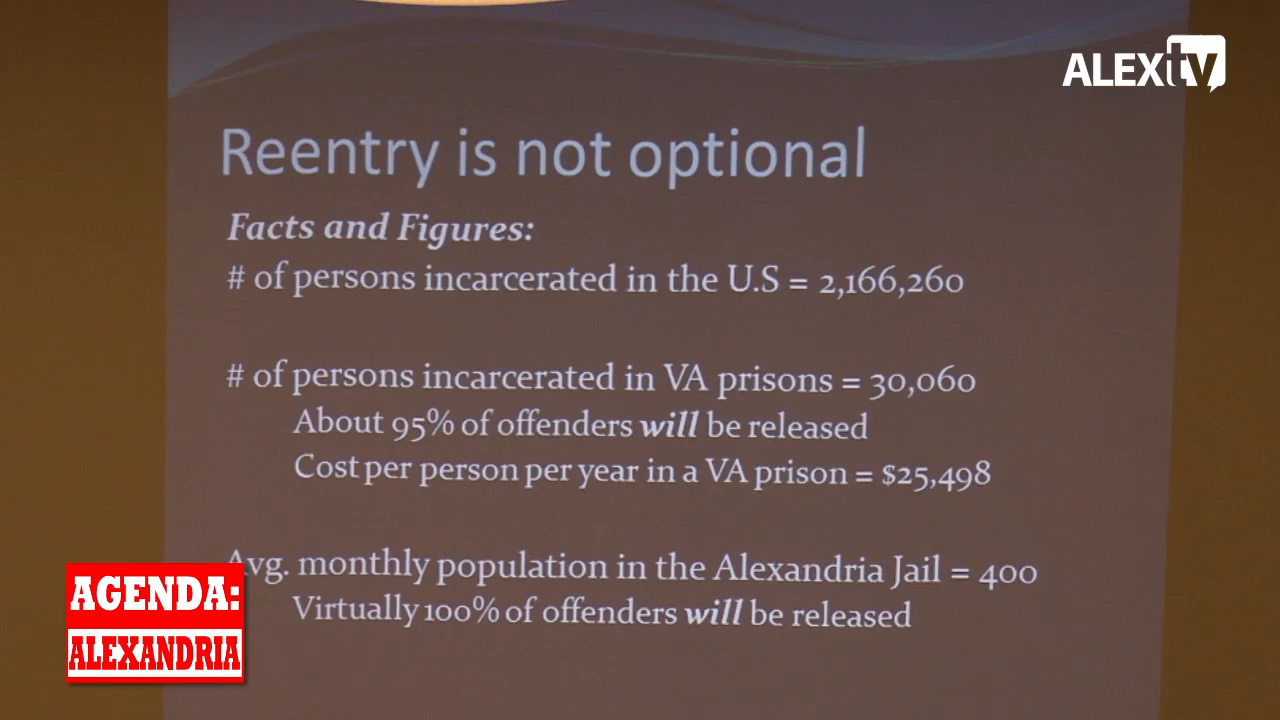 ALEXtv
Reentry is not optional
Facts and Figures:
# of persons incarcerated in the U.S = 2,166,260
# of persons incarcerated in VA prisons = 30,060
About 95% of offenders will be released
Cost per person per year in a VA prison = $25,498
Avg. monthly population in the Alexandria Jail = 400
Virtually 100% of offenders will be released
AGENDA:
ALEXANDRIA